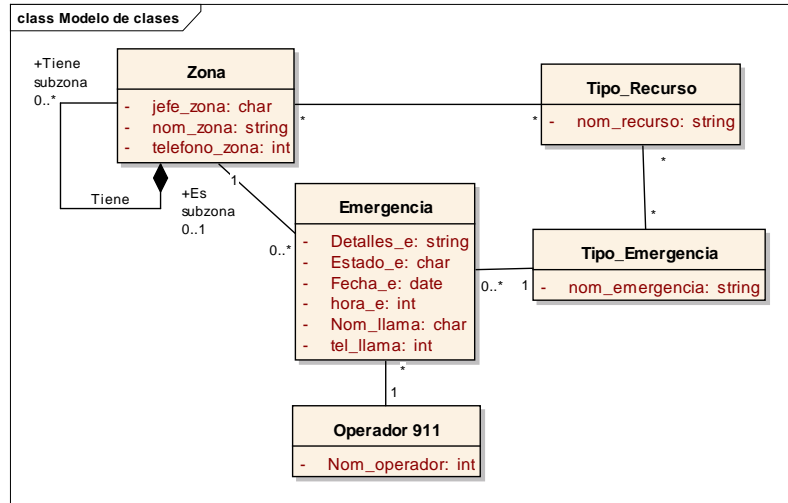 class Modelo de clases
+Tiene
subzona
0..*
Zona
- jefe_zona: char
- nom_zona: string
- telefono_zona: int
Tiene
+Es
subzona
0..1
*
*
Tipo_Recurso
- nom_recurso: string
*
*
1
0..*
Emergencia
- Detalles_e: string
- Estado_e: char
- Fecha_e: date
- hora_e: int
- Nom_llama: char
- tel_llama: int
0..*
1
Tipo_Emergencia
- nom_emergencia: string
*
1
Operador 911
- Nom_operador: int